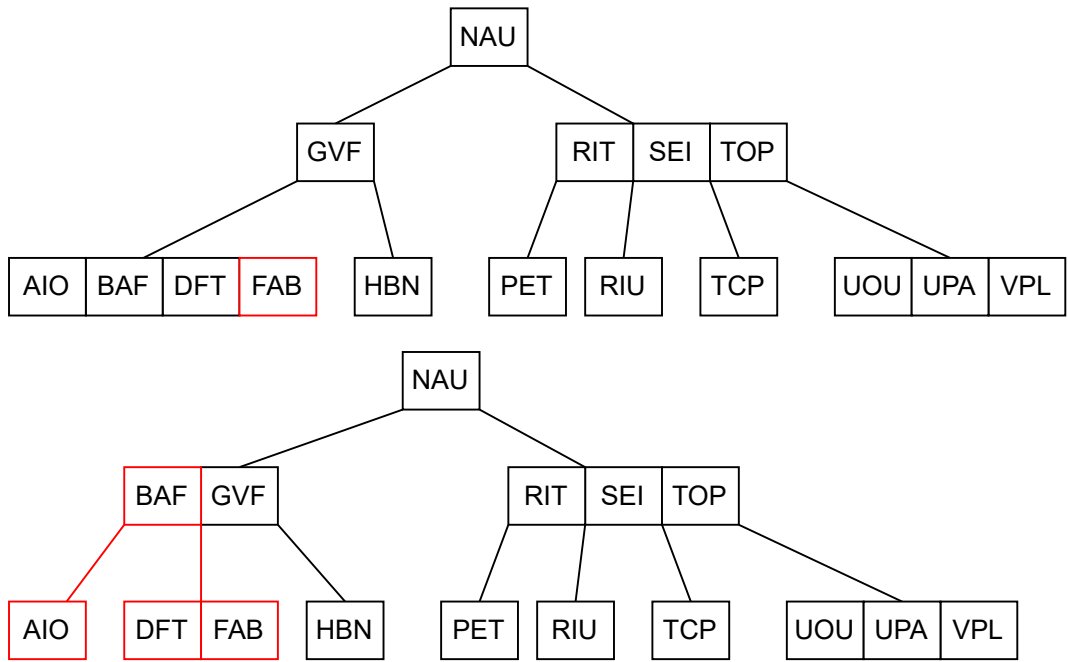 NAU
GVF RIT SEI TOP
AIO BAF DFT FAB HBN PET RIU TCP UOU UPA VPL
NAU
BAF GVF RIT SEI TOP
AIO DFT FAB HBN PET RIU TCP UOU UPA VPL